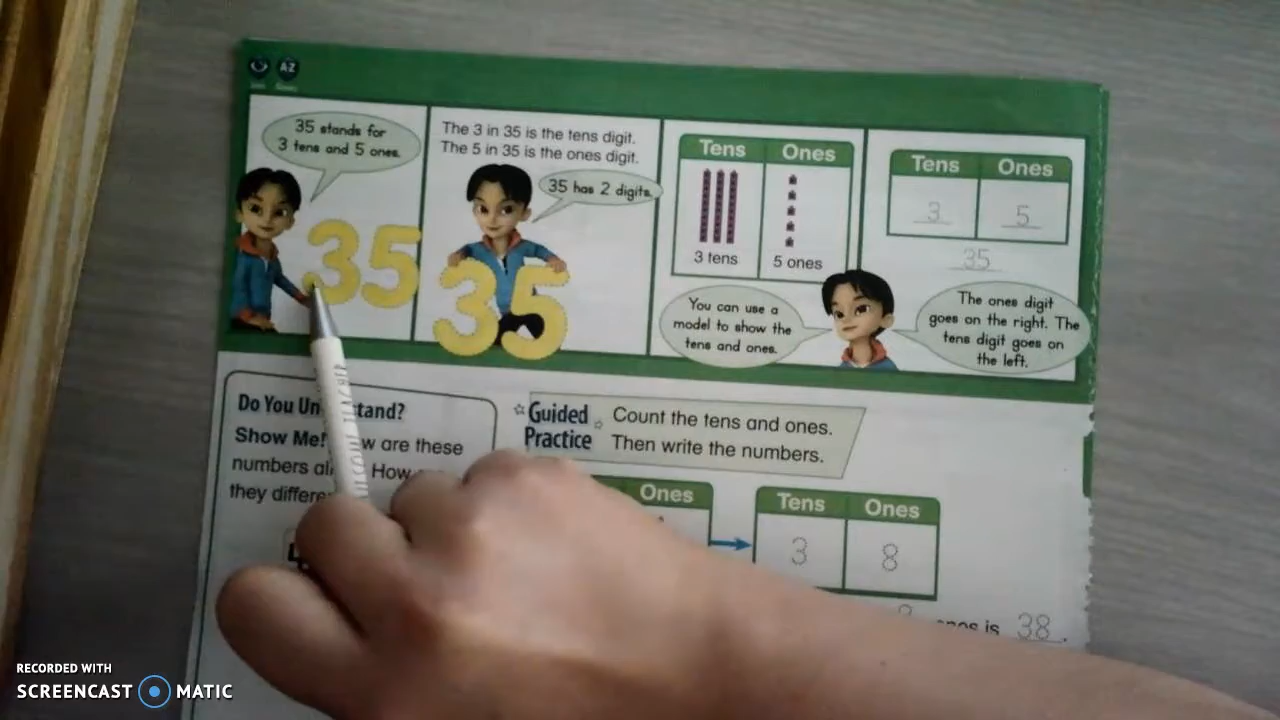 AZ
35 stands for
3 tens and 5 ones.
35
The 3 in 35 is the tens digit.
The 5 in 35 is the ones digit.
35 has 2 digits.
35
Tens Ones
3 tens 5 ones
You can use a
model to show the
tens and ones.
Tens Ones
3 5
35
The ones digit
goes on the right. The
tens digit goes on
the left.
Do You
Show Me! are these
numbers How
they
Guided
Practice
Count the tens and ones.
Then write the numbers.
Ones
Tens Ones
3 8
ones is 38.
RECORDED WITH
SCREENCAST MATIC